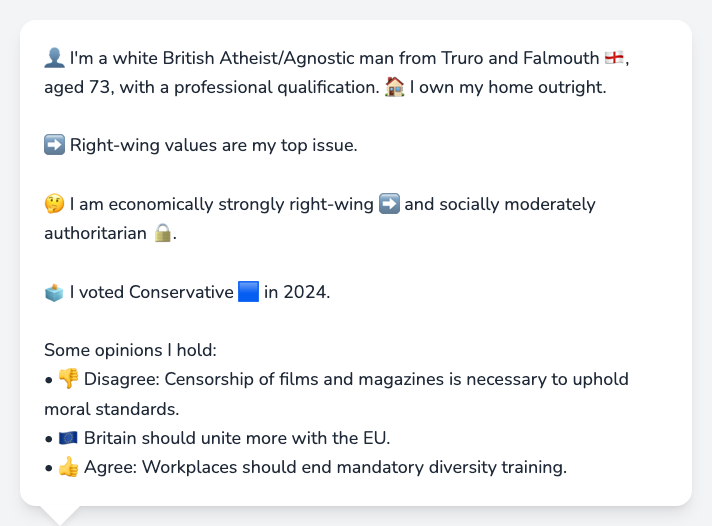 👤 I'm a white British Atheist/Agnostic man from Truro and Falmouth 🏴󠁧󠁢󠁥󠁮󠁧󠁿,
aged 73, with a professional qualification. 🏠 I own my home outright.
➡️ Right-wing values are my top issue.
🤔 I am economically strongly right-wing ➡️ and socially moderately
authoritarian 🔒.
🗳️ I voted Conservative 🟦 in 2024.
Some opinions I hold:
• 👎 Disagree: Censorship of films and magazines is necessary to uphold
moral standards.
• 🇪🇺 Britain should unite more with the EU.
• 👍 Agree: Workplaces should end mandatory diversity training.